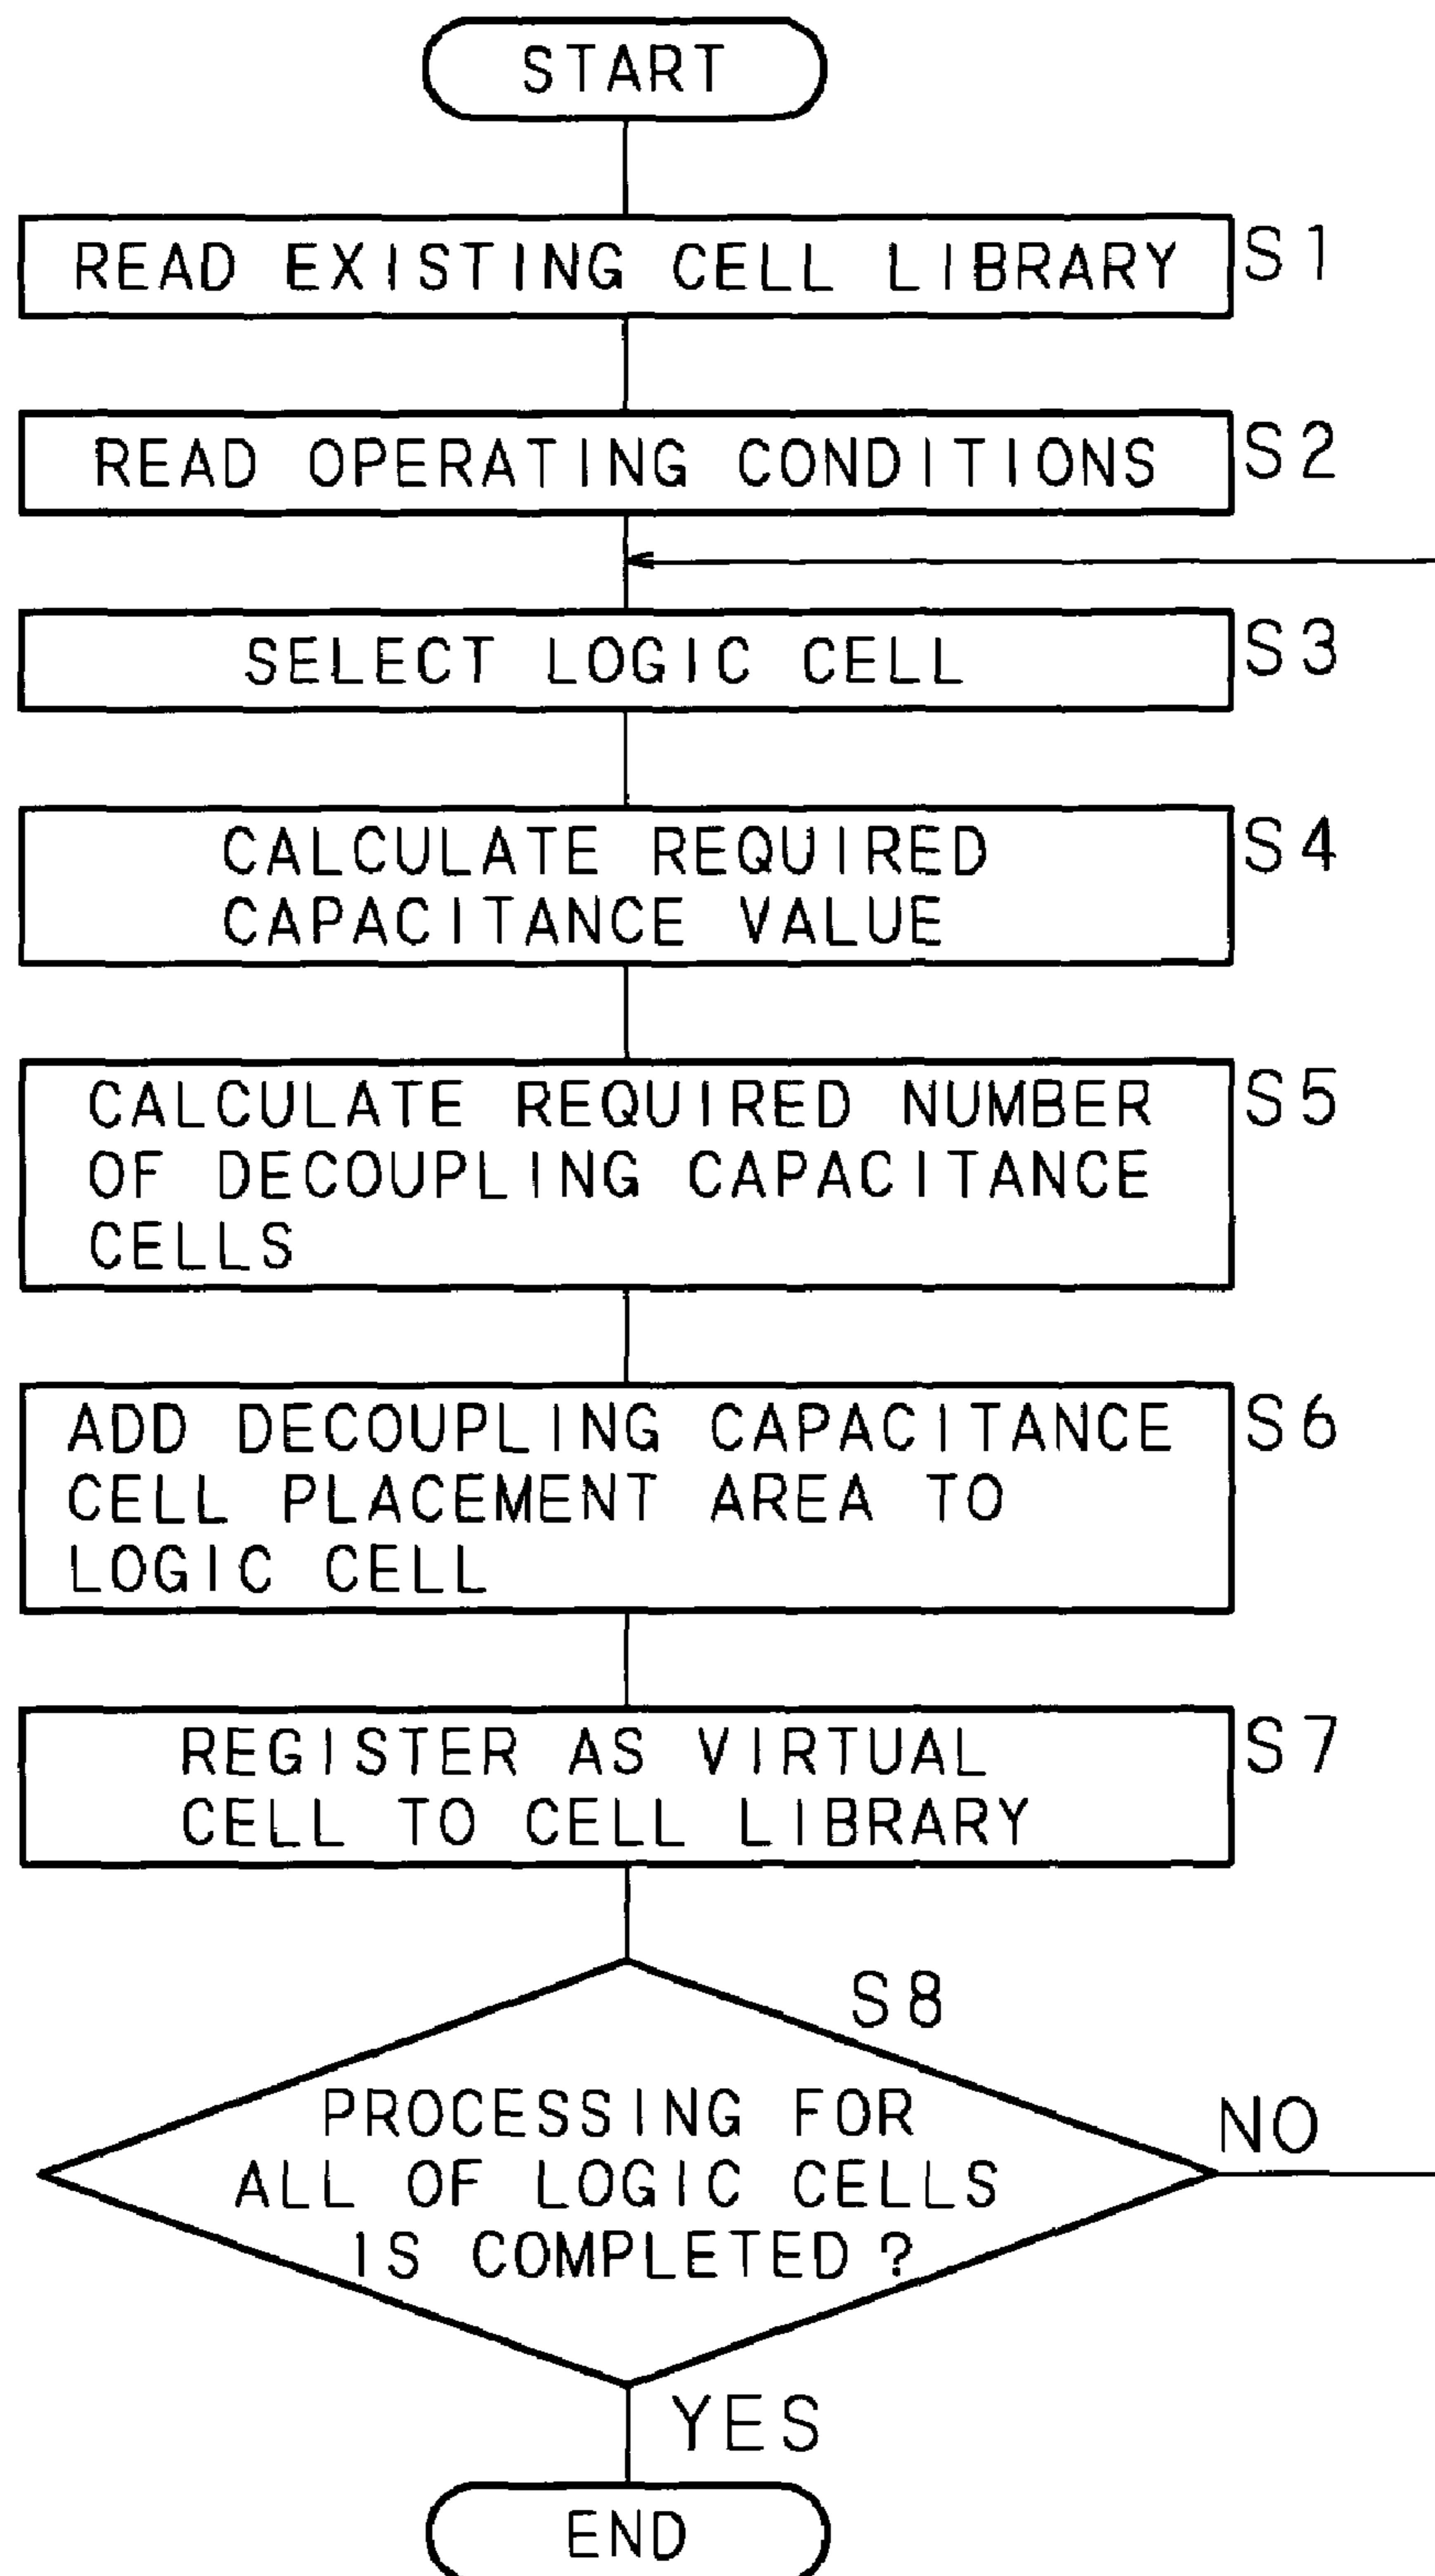 START
READ EXISTING CELL LIBRARY S1
READ OPERATING CONDITIONS S2
SELECT LOGIC CELL S3
CALCULATE REQUIRED S4
CAPACITANCE VALUE
CALCULATE REQUIRED NUMBER S5
OF DECOUPLING CAPACITANCE
CELLS
ADD DECOUPLING CAPACITANCE S6
CELL PLACEMENT AREA TO
LOGIC CELL
REGISTER AS VIRTUAL S7
CELL TO CELL LIBRARY
S8
PROCESSING FOR
NO
ALL OF LOGIC CELLS
IS COMPLETED?
YES
END